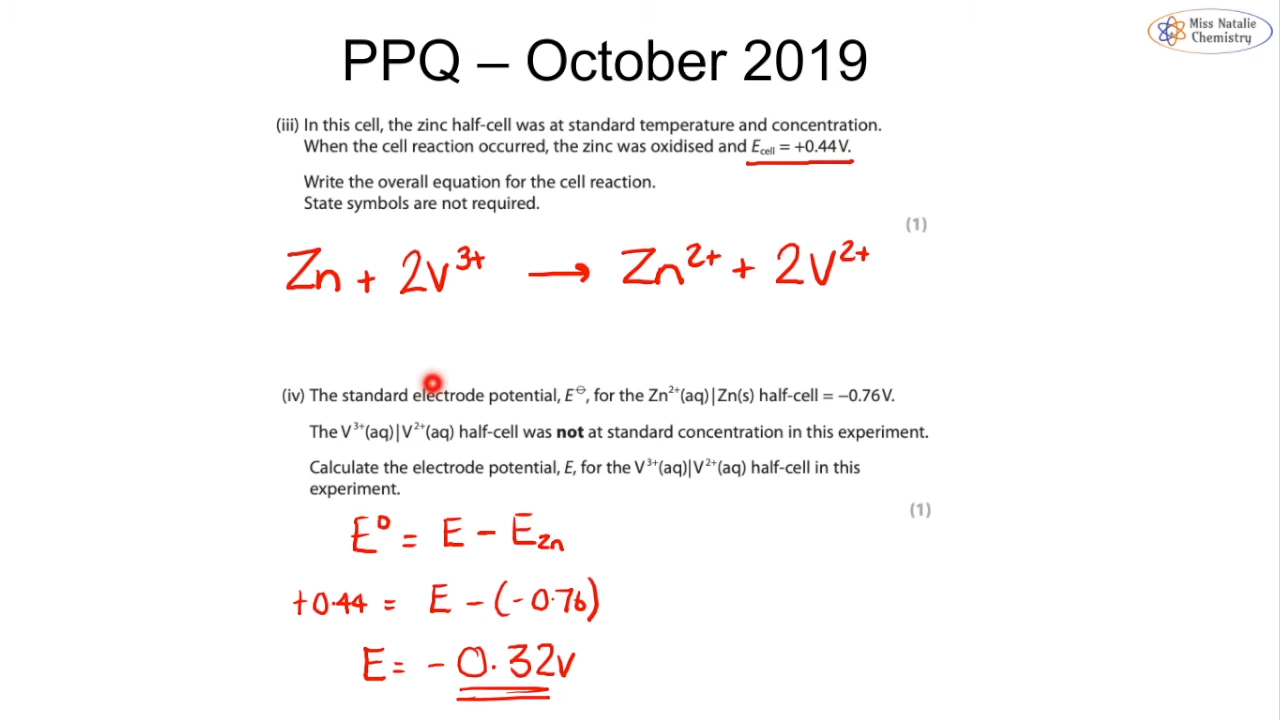 Miss Natalie
Chemistry
PPQ – October 2019
(iii) In this cell, the zinc half-cell was at standard temperature and concentration.
When the cell reaction occurred, the zinc was oxidised and E_cell = +0.44 V.
Write the overall equation for the cell reaction.
State symbols are not required.
(1)
Zn + 2V³⁺ → Zn²⁺ + 2V²⁺
(iv) The standard electrode potential, E⊖, for the Zn²⁺(aq)|Zn(s) half-cell = −0.76 V.
The V³⁺(aq)|V²⁺(aq) half-cell was not at standard concentration in this experiment.
Calculate the electrode potential, E, for the V³⁺(aq)|V²⁺(aq) half-cell in this
experiment.
(1)
E⁰ = E − E_Zn
+0.44 = E − (−0.76)
E = −0.32V